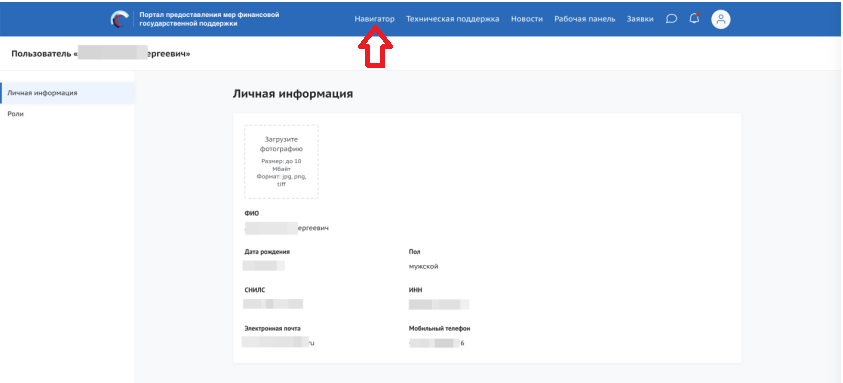 Портал предоставления мер финансовой
государственной поддержки
Навигатор Техническая поддержка Новости Рабочая панель Заявки
Пользователь « ергеевич»
Личная информация
Роли
Личная информация
Загрузите
фотографию
Размер: до 10
Мбайт
Формат: jpg, png,
tiff
ФИО
ергеевич
Дата рождения
Пол
мужской
СНИЛС
ИНН
Электронная почта
ru
Мобильный телефон
6